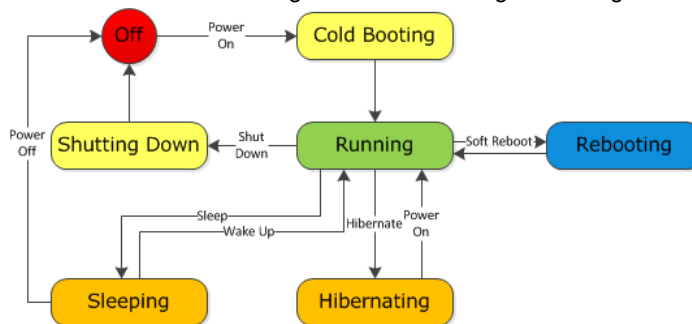 Off
Power
On
Cold Booting
Power
Off
Shutting Down
Shut
Down
Running
Soft Reboot
Rebooting
Sleep
Wake Up
Hibernate
Power
On
Sleeping
Hibernating